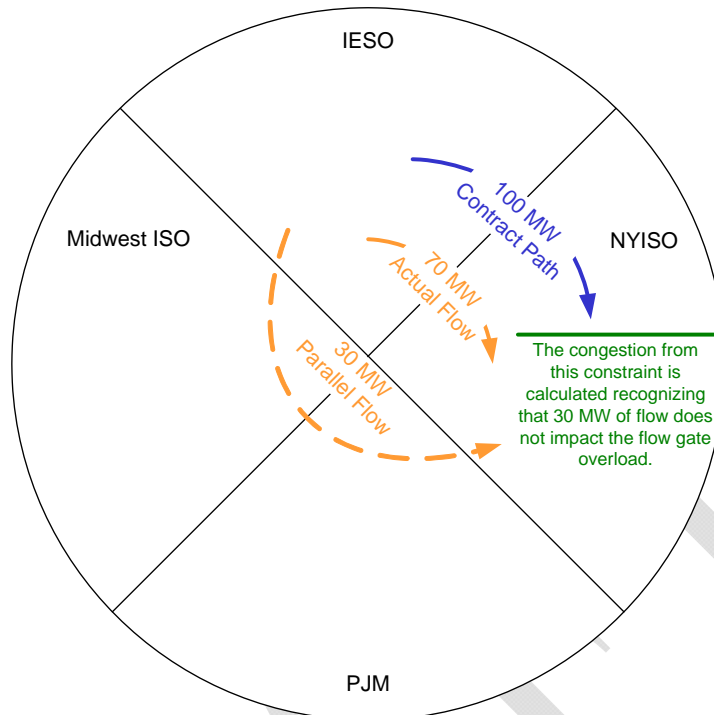 IESO
100 MW
Contract Path
Midwest ISO
NYISO
70 MW
Actual Flow
30 MW
Parallel Flow
The congestion from
this constraint is
calculated recognizing
that 30 MW of flow does
not impact the flow gate
overload.
PJM